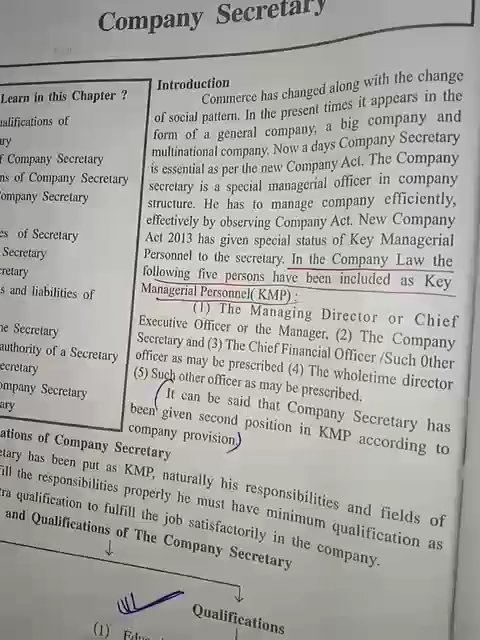 Company Secretary
Learn in this Chapter ?
alifications of
ry
f Company Secretary
ns of Company Secretary
ompany Secretary
es of Secretary
Secretary
cretary
s and liabilities of
he Secretary
authority of a Secretary
ecretary
ompany Secretary
ary
Introduction
Commerce has changed along with the change
of social pattern. In the present times it appears in the
form of a general company, a big company and
multinational company. Now a days Company Secretary
is essential as per the new Company Act. The Company
secretary is a special managerial officer in company
structure. He has to manage company efficiently,
effectively by observing Company Act. New Company
Act 2013 has given special status of Key Managerial
Personnel to the secretary. In the Company Law the
following five persons have been included as Key
Managerial Personnel( KMP) :
(1) The Managing Director or Chief
Executive Officer or the Manager, (2) The Company
Secretary and (3) The Chief Financial Officer /Such Other
officer as may be prescribed (4) The wholetime director
(5) Such other officer as may be prescribed.
It can be said that Company Secretary has
been given second position in KMP according to
company provision.
ations of Company Secretary
etary has been put as KMP, naturally his responsibilities and fields of
fill the responsibilities properly he must have minimum qualification as
tra qualification to fulfill the job satisfactorily in the company.
and Qualifications of The Company Secretary
Qualifications
(1)